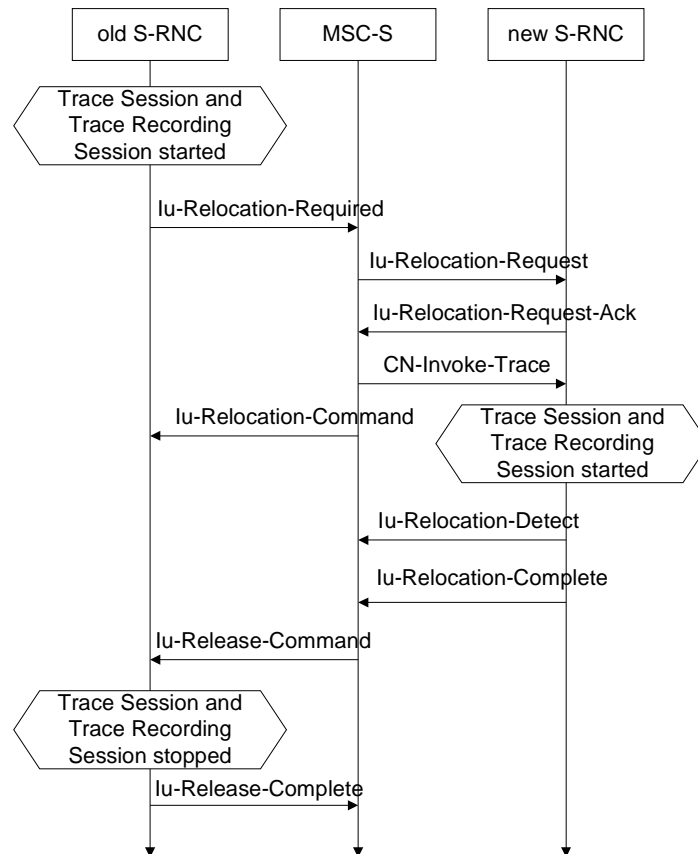 old S-RNC
MSC-S
new S-RNC
Trace Session and
Trace Recording
Session started
Iu-Relocation-Required
Iu-Relocation-Request
Iu-Relocation-Request-Ack
CN-Invoke-Trace
Iu-Relocation-Command
Trace Session and
Trace Recording
Session started
Iu-Relocation-Detect
Iu-Relocation-Complete
Iu-Release-Command
Trace Session and
Trace Recording
Session stopped
Iu-Release-Complete